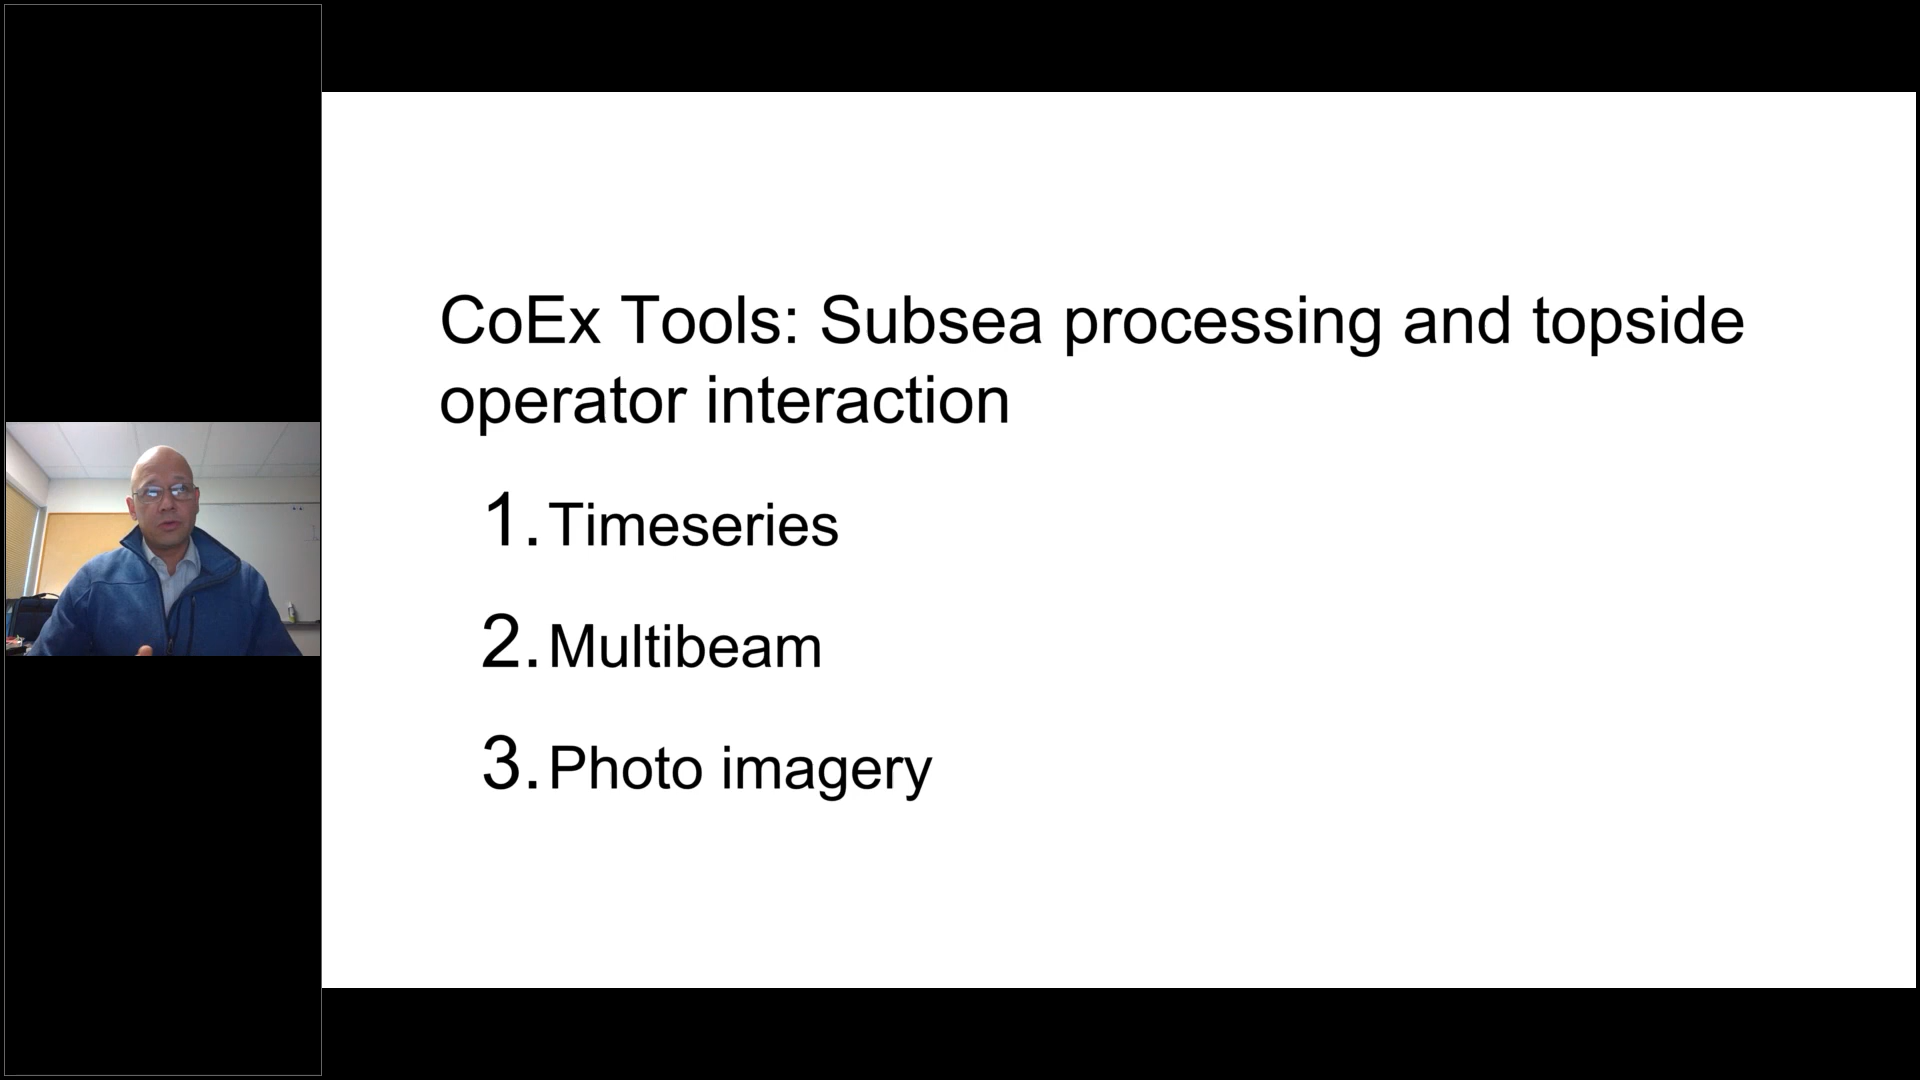 CoEx Tools: Subsea processing and topside
operator interaction
1. Timeseries
2. Multibeam
3. Photo imagery